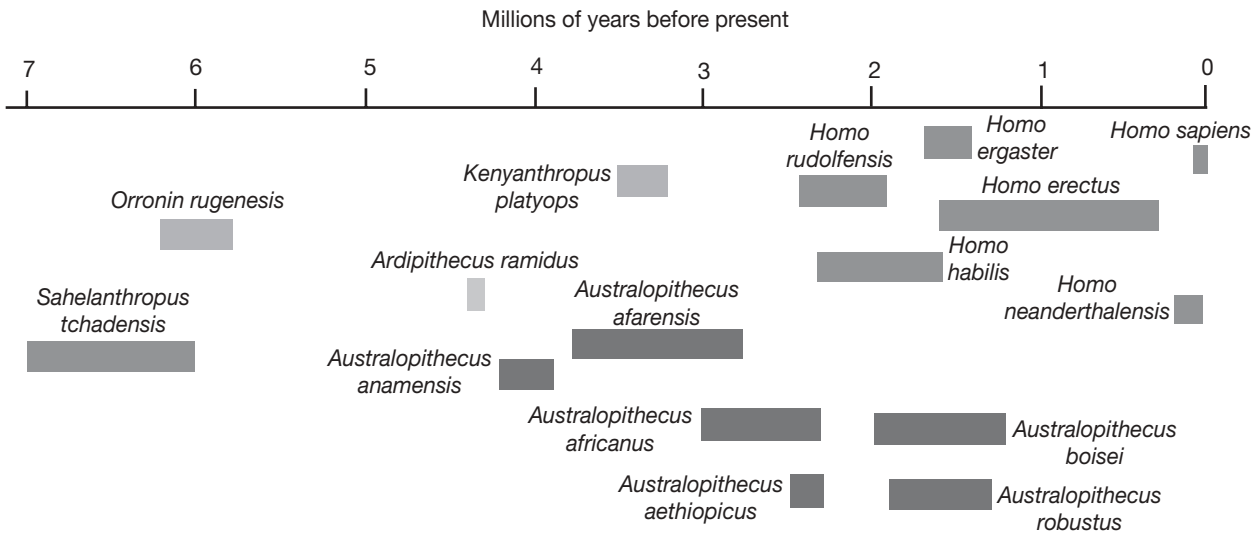 Millions of years before present
7 6 5 4 3 2 1 0
Homo
rudolfensis
Homo
ergaster
Homo sapiens
Kenyanthropus
platyops
Homo erectus
Orronin rugenesis
Ardipithecus ramidus
Homo
habilis
Sahelanthropus
tchadensis
Australopithecus
afarensis
Homo
neanderthalensis
Australopithecus
anamensis
Australopithecus
africanus
Australopithecus
boisei
Australopithecus
aethiopicus
Australopithecus
robustus